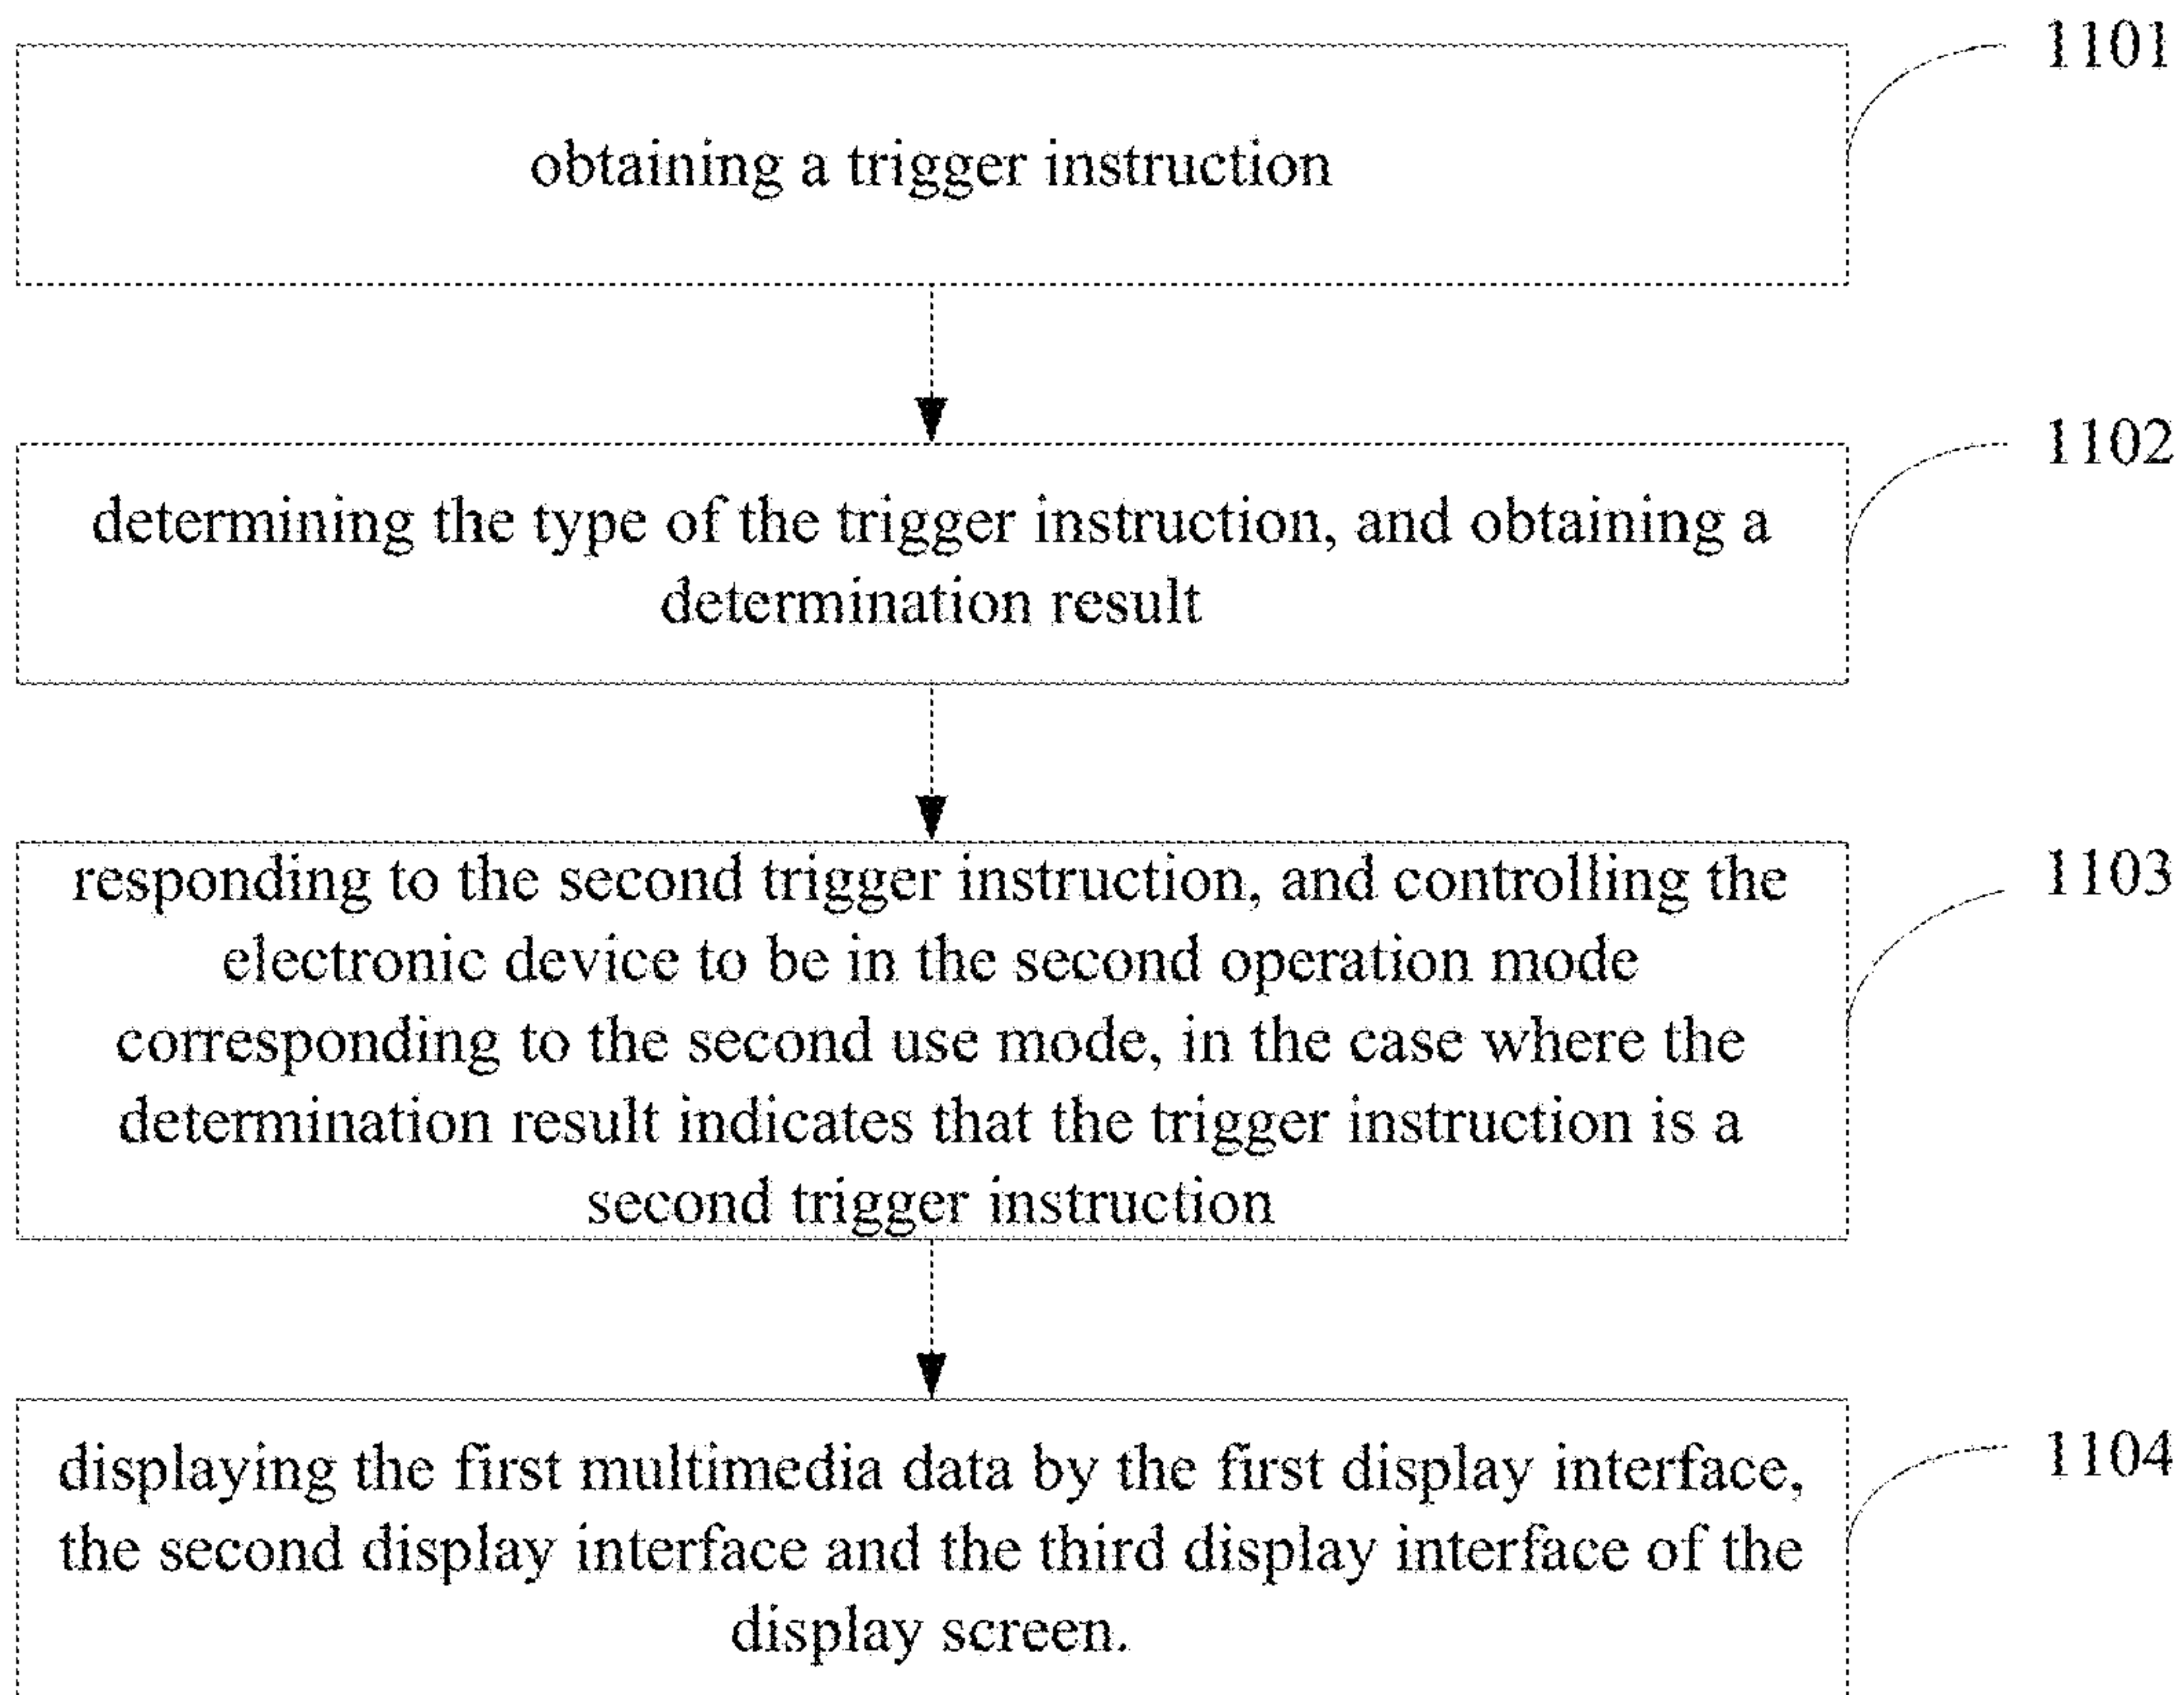 1101
obtaining a trigger instruction
1102
determining the type of the trigger instruction, and obtaining a
determination result
1103
responding to the second trigger instruction, and controlling the
electronic device to be in the second operation mode
corresponding to the second use mode, in the case where the
determination result indicates that the trigger instruction is a
second trigger instruction
1104
displaying the first multimedia data by the first display interface,
the second display interface and the third display interface of the
display screen.